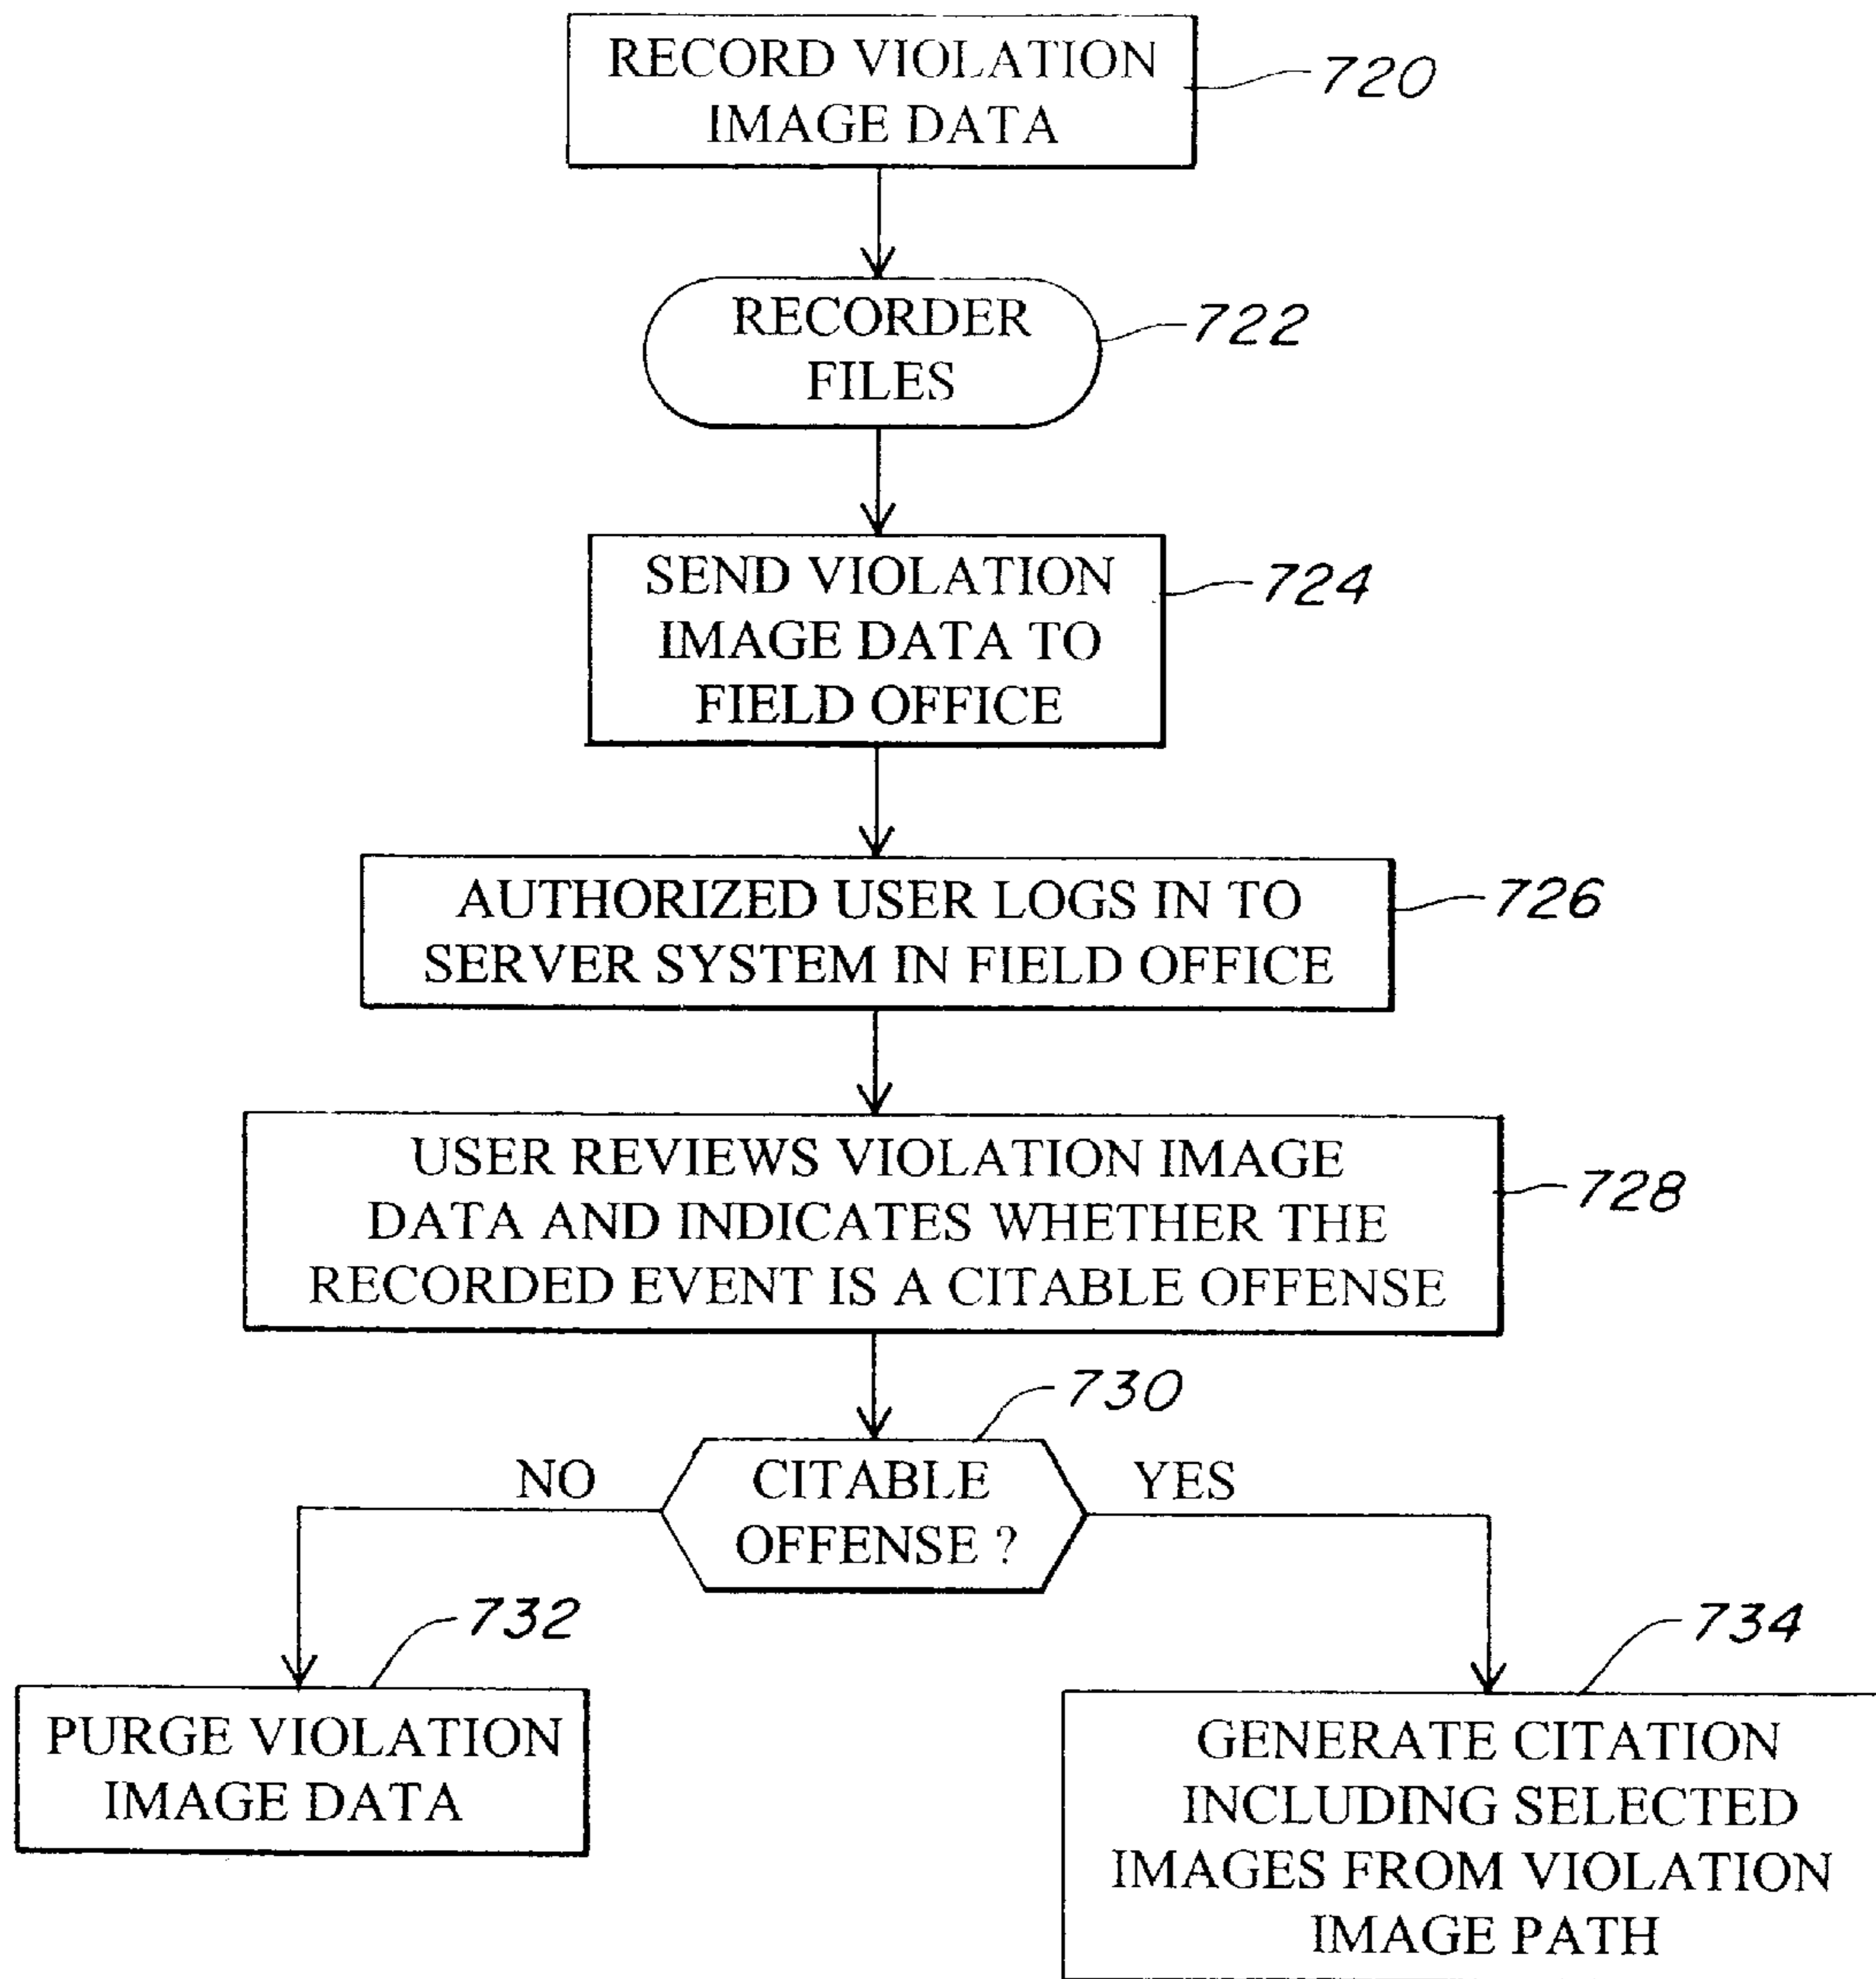 RECORD VIOLATION
IMAGE DATA
720
RECORDER
FILES
722
SEND VIOLATION
IMAGE DATA TO
FIELD OFFICE
724
AUTHORIZED USER LOGS IN TO
SERVER SYSTEM IN FIELD OFFICE
726
USER REVIEWS VIOLATION IMAGE
DATA AND INDICATES WHETHER THE
RECORDED EVENT IS A CITABLE OFFENSE
728
730
NO
CITABLE
OFFENSE ?
YES
732
PURGE VIOLATION
IMAGE DATA
734
GENERATE CITATION
INCLUDING SELECTED
IMAGES FROM VIOLATION
IMAGE PATH